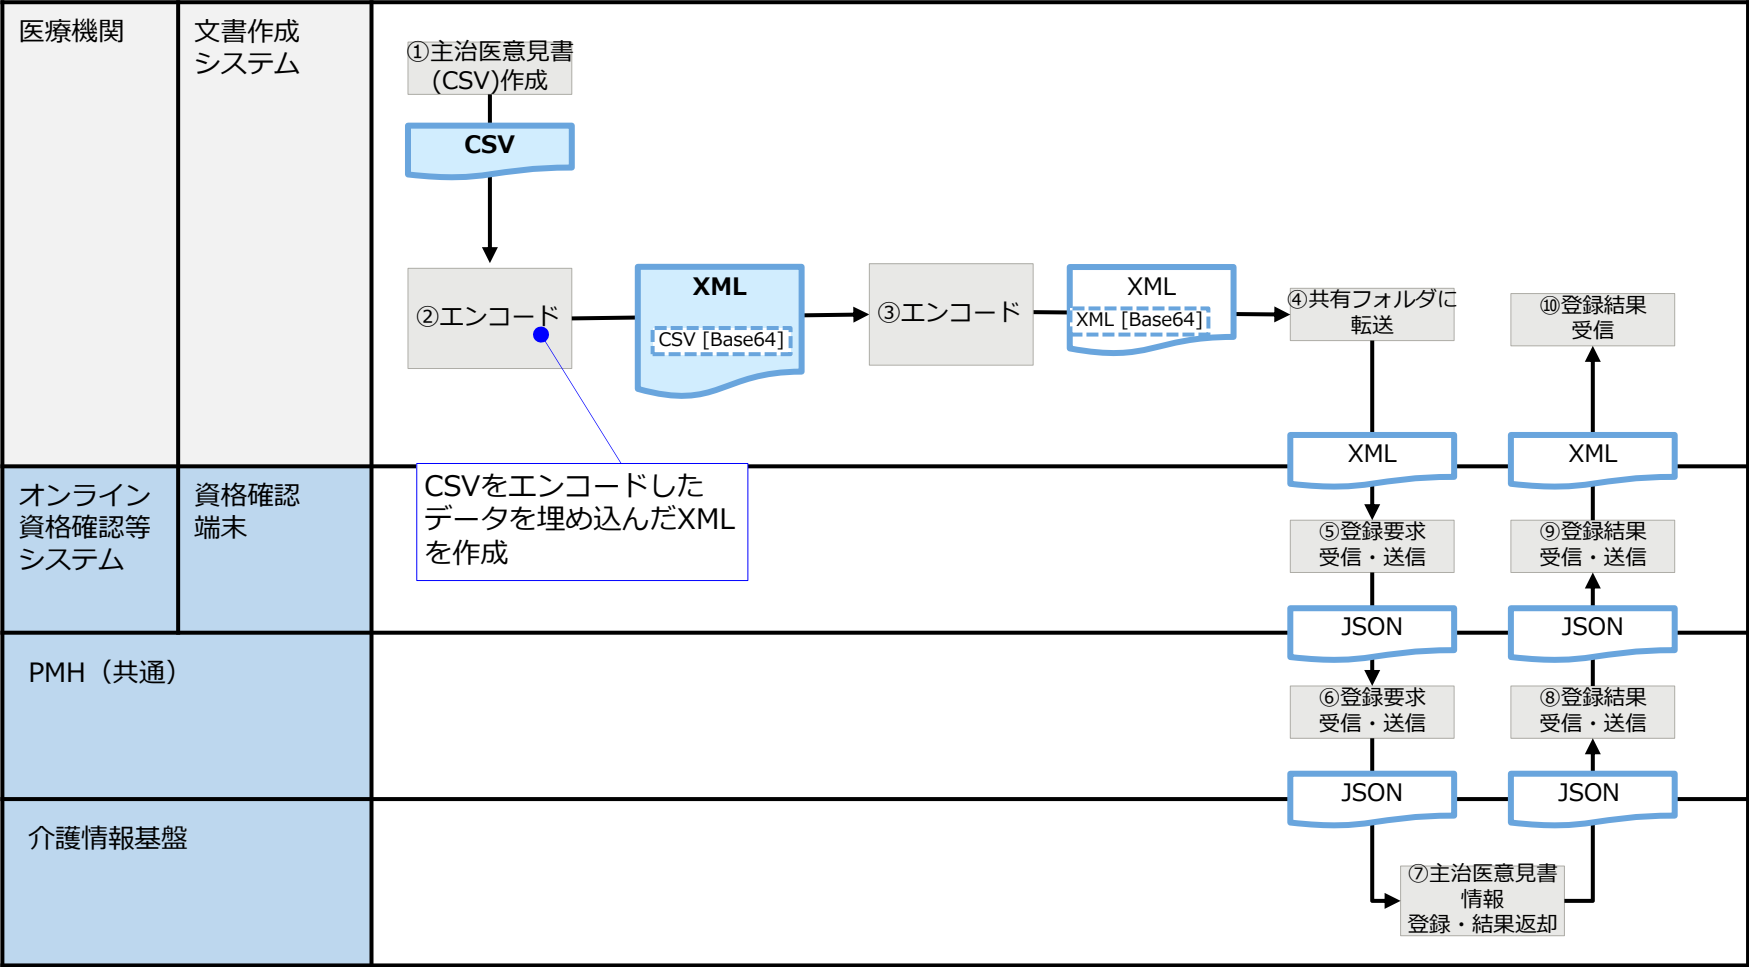 医療機関
文書作成
システム
①主治医意見書
(CSV)作成
CSV
②エンコード
XML
CSV [Base64]
③エンコード
XML
XML [Base64]
④共有フォルダに
転送
⑩登録結果
受信
XML
XML
CSVをエンコードした
データを埋め込んだXML
を作成
オンライン
資格確認等
システム
資格確認
端末
⑤登録要求
受信・送信
⑨登録結果
受信・送信
JSON
JSON
PMH（共通）
⑥登録要求
受信・送信
⑧登録結果
受信・送信
JSON
JSON
介護情報基盤
⑦主治医意見書
情報
登録・結果返却